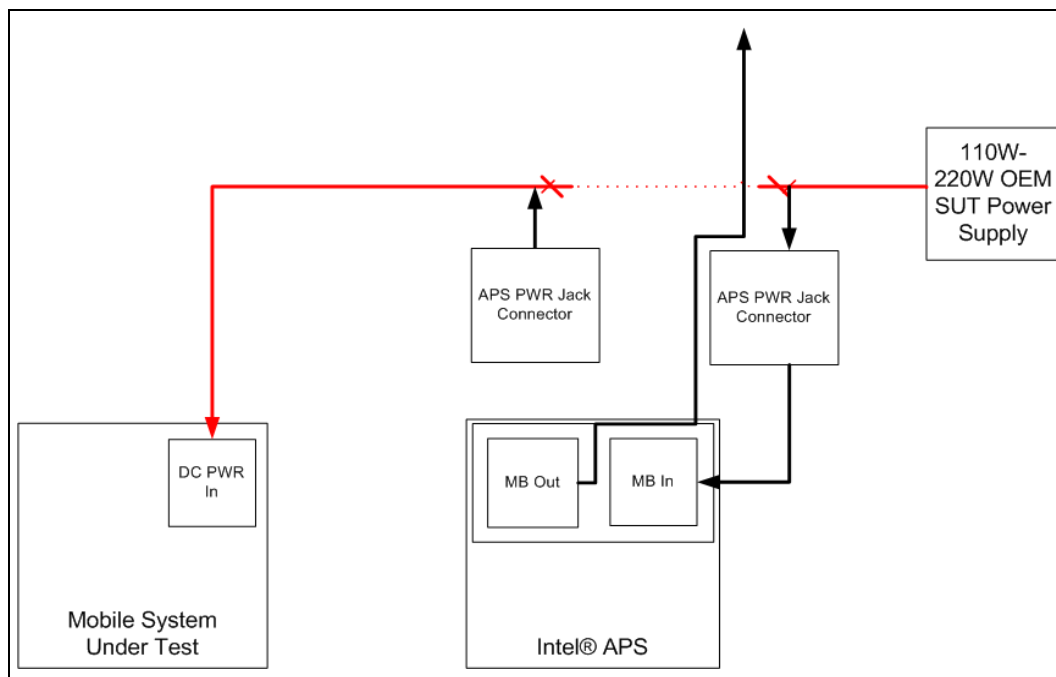 110W-
220W OEM
SUT Power
Supply
APS PWR Jack
Connector
APS PWR Jack
Connector
DC PWR
In
MB Out
MB In
Mobile System
Under Test
Intel® APS